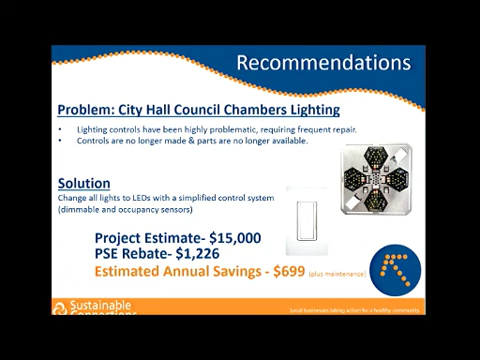 Recommendations
Problem: City Hall Council Chambers Lighting
• Lighting controls have been highly problematic, requiring frequent repair.
• Controls are no longer made & parts are no longer available.
Solution
Change all lights to LEDs with a simplified control system
(dimmable and occupancy sensors)
Project Estimate- $15,000
PSE Rebate- $1,226
Estimated Annual Savings - $699 (plus maintenance)
Sustainable
Connections
Local businesses taking action for a healthy community.